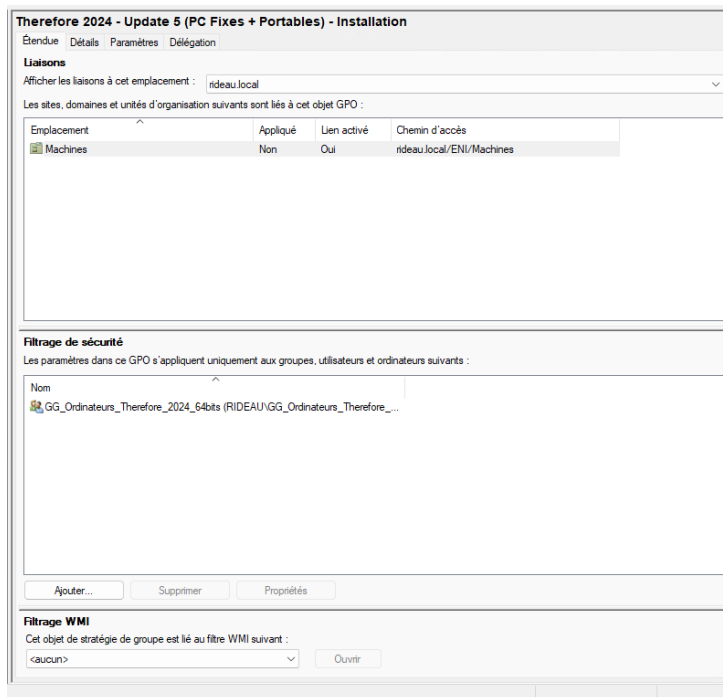 Therefore 2024 - Update 5 (PC Fixes + Portables) - Installation
Étendue Détails Paramètres Délégation
Liaisons
Afficher les liaisons à cet emplacement : rideau.local
Les sites, domaines et unités d'organisation suivants sont liés à cet objet GPO :
Emplacement Appliqué Lien activé Chemin d'accès
Machines Non Oui rideau.local/ENI/Machines
Filtrage de sécurité
Les paramètres dans ce GPO s'appliquent uniquement aux groupes, utilisateurs et ordinateurs suivants :
Nom
GG_Ordinateurs_Therefore_2024_64bits (RIDEAU\GG_Ordinateurs_Therefore_...
Ajouter... Supprimer Propriétés
Filtrage WMI
Cet objet de stratégie de groupe est lié au filtre WMI suivant :
<aucun> Ouvrir